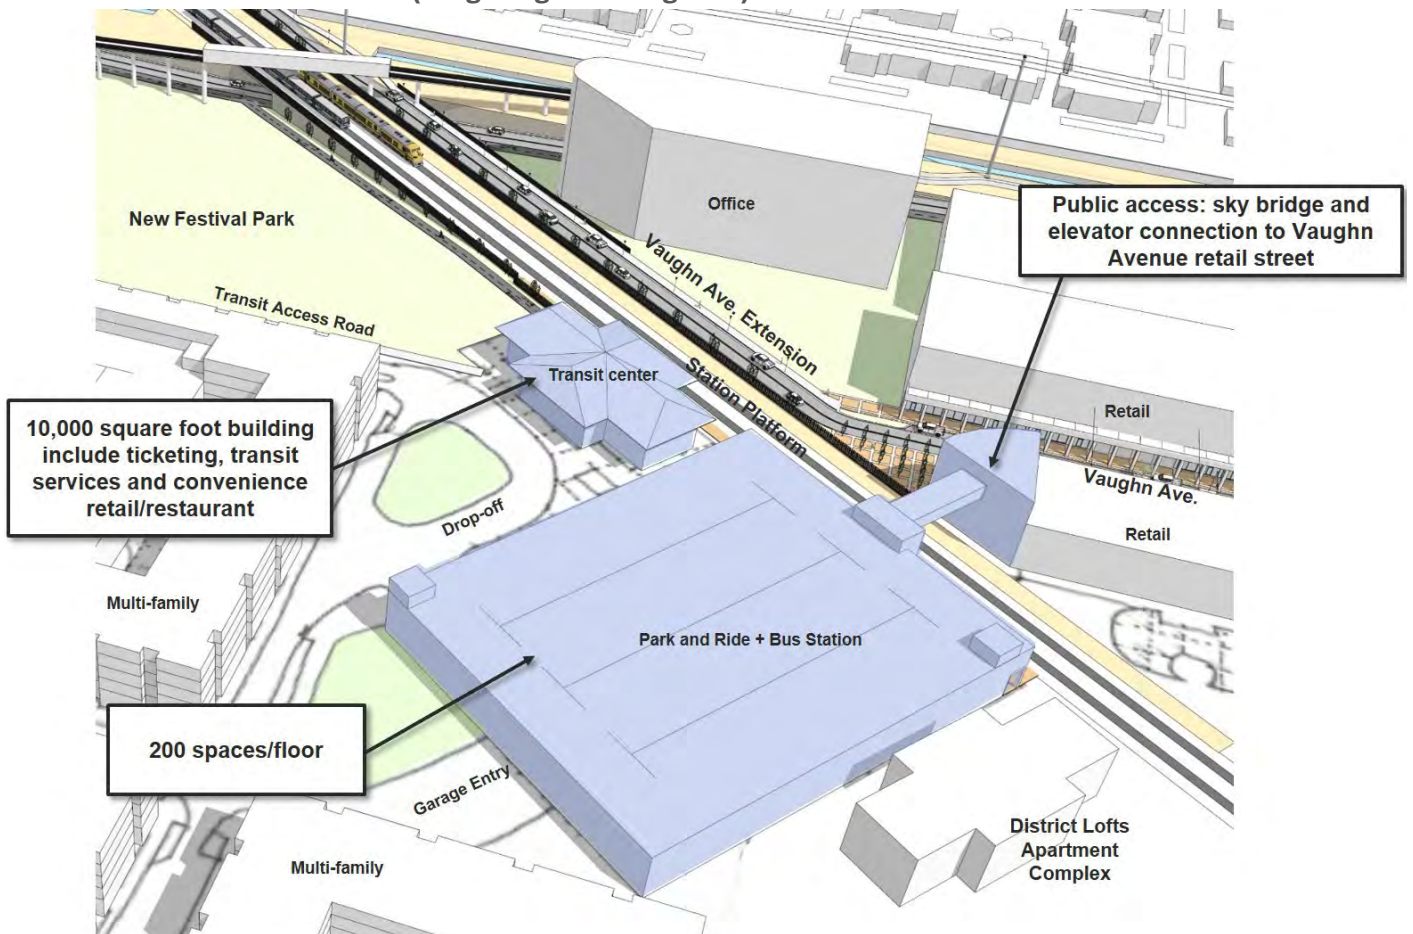 Office
Public access: sky bridge and
elevator connection to Vaughn
Avenue retail street
New Festival Park
Vaughn Ave. Extension
Transit Access Road
Transit center
Station Platform
Retail
10,000 square foot building
include ticketing, transit
services and convenience
retail/restaurant
Vaughn Ave.
Drop-off
Retail
Multi-family
Park and Ride + Bus Station
200 spaces/floor
Garage Entry
District Lofts
Apartment
Complex
Multi-family